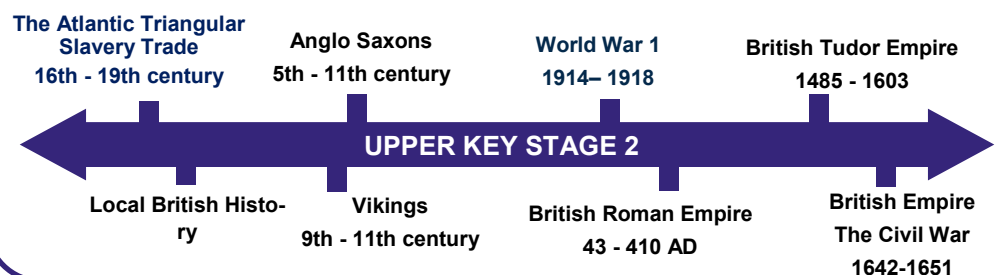 The Atlantic Triangular
Slavery Trade
16th - 19th century
Anglo Saxons
5th - 11th century
World War 1
1914– 1918
British Tudor Empire
1485 - 1603
UPPER KEY STAGE 2
Local British Histo-
ry
Vikings
9th - 11th century
British Roman Empire
43 - 410 AD
British Empire
The Civil War
1642-1651